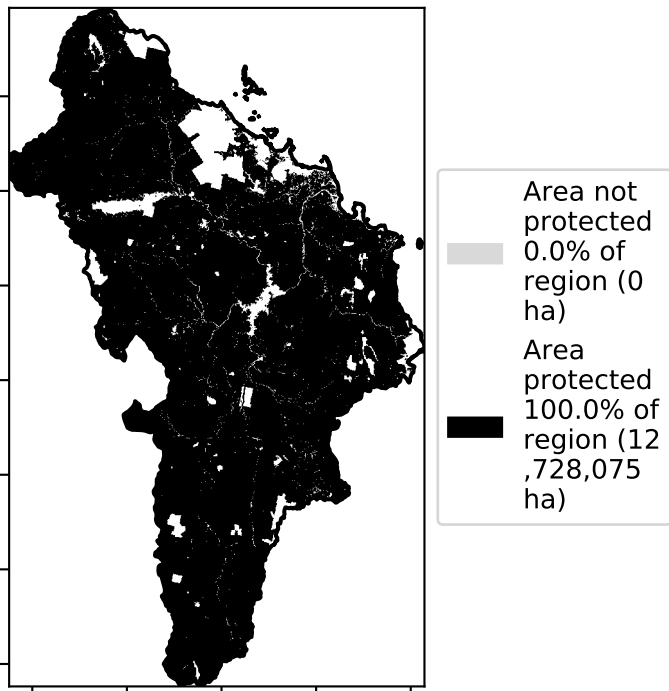 Area not
protected
0.0% of
region (0
ha)
Area
protected
100.0% of
region (12
,728,075
ha)